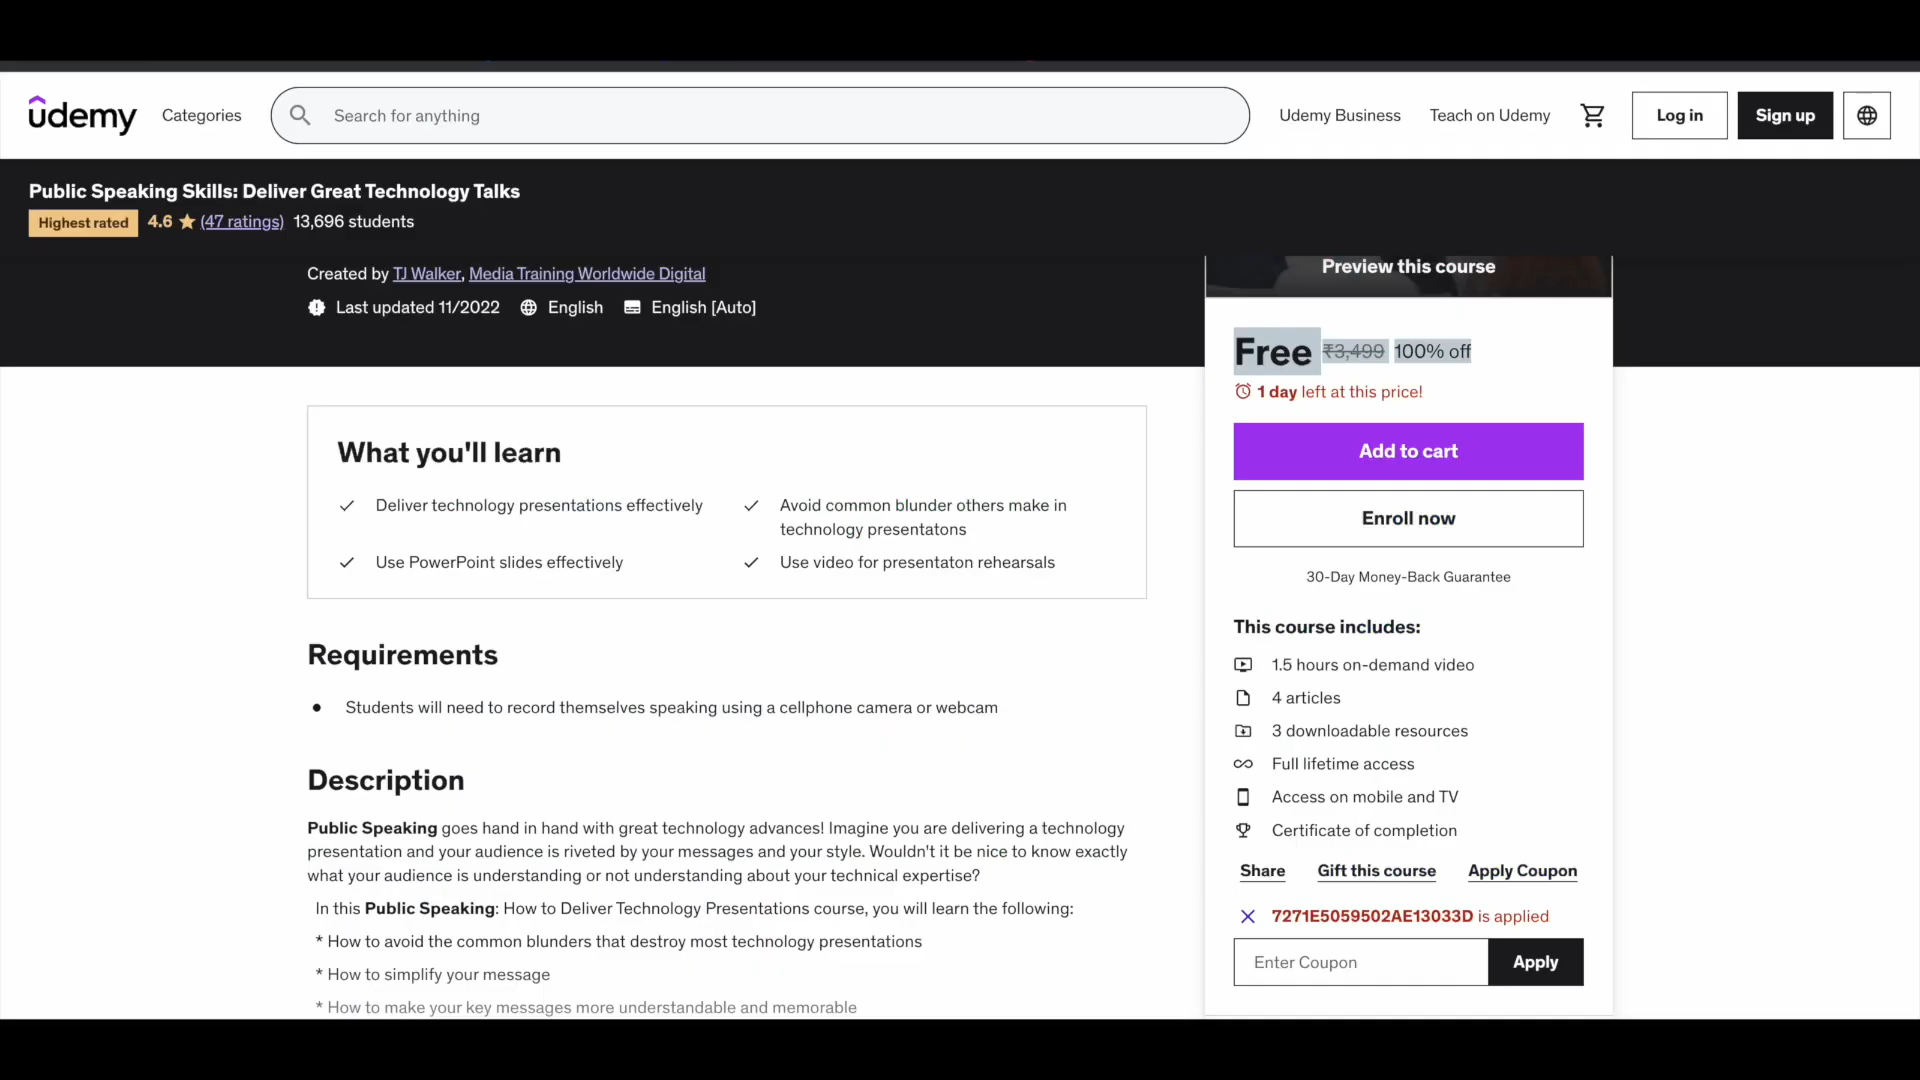 udemy
Categories
Search for anything
Udemy Business
Teach on Udemy
Log in
Sign up
Public Speaking Skills: Deliver Great Technology Talks
Highest rated 4.6 (47 ratings) 13,696 students
Created by TJ Walker, Media Training Worldwide Digital
Last updated 11/2022 English English [Auto]
What you'll learn
Deliver technology presentations effectively
Avoid common blunder others make in
technology presentatons
Use PowerPoint slides effectively
Use video for presentaton rehearsals
Requirements
Students will need to record themselves speaking using a cellphone camera or webcam
Description
Public Speaking goes hand in hand with great technology advances! Imagine you are delivering a technology
presentation and your audience is riveted by your messages and your style. Wouldn't it be nice to know exactly
what your audience is understanding or not understanding about your technical expertise?
In this Public Speaking: How to Deliver Technology Presentations course, you will learn the following:
* How to avoid the common blunders that destroy most technology presentations
* How to simplify your message
* How to make your key messages more understandable and memorable
Preview this course
Free ₹3,499 100% off
1 day left at this price!
Add to cart
Enroll now
30-Day Money-Back Guarantee
This course includes:
1.5 hours on-demand video
4 articles
3 downloadable resources
Full lifetime access
Access on mobile and TV
Certificate of completion
Share Gift this course Apply Coupon
7271E5059502AE13033D is applied
Enter Coupon Apply